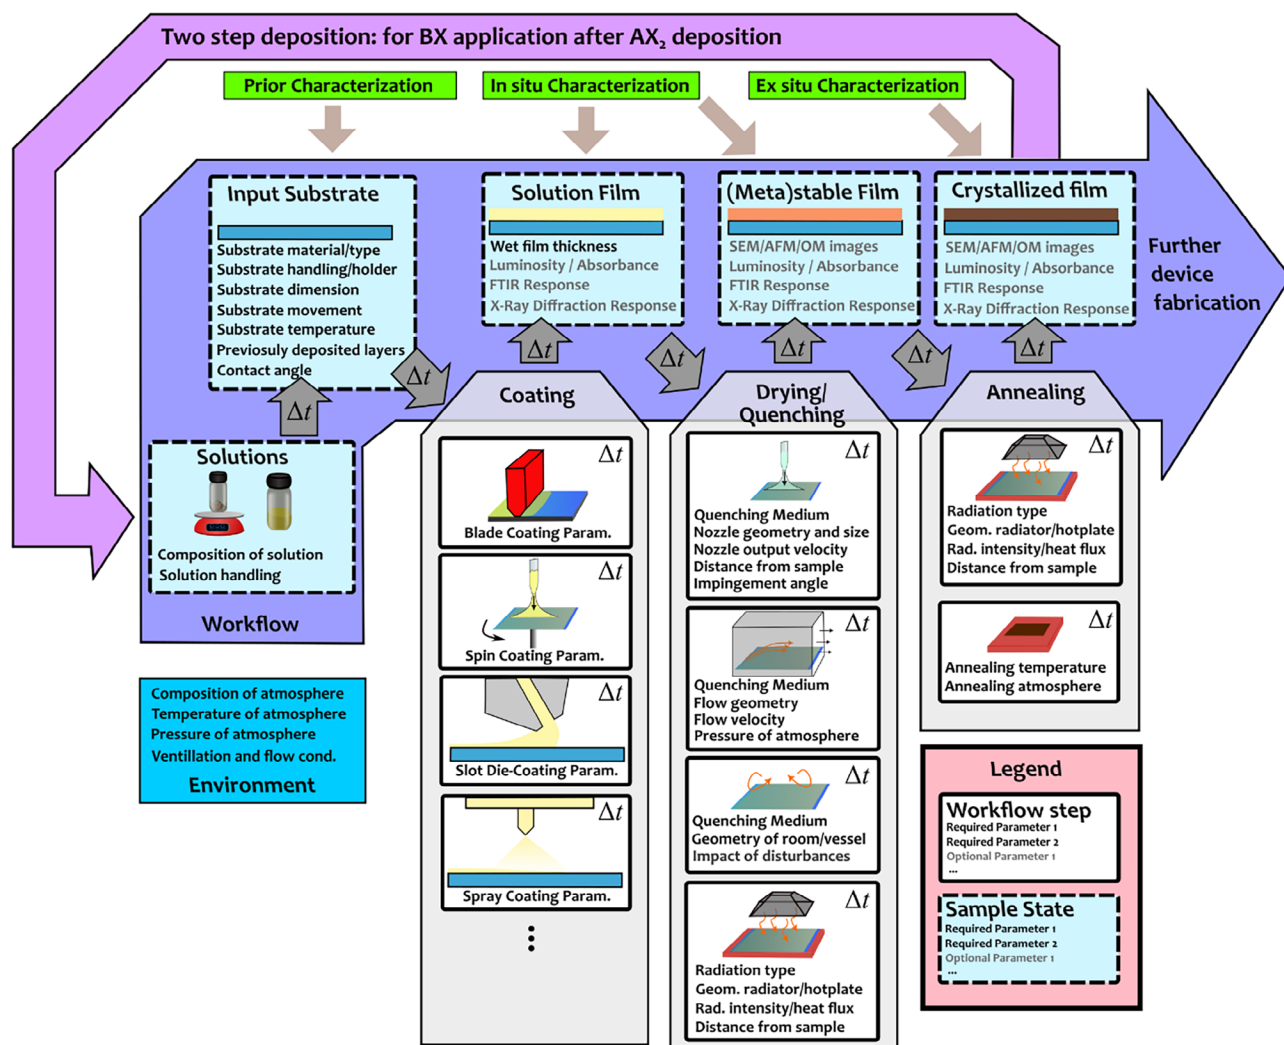 Two step deposition: for BX application after AX₂ deposition
Prior Characterization
In situ Characterization
Ex situ Characterization
Input Substrate
Substrate material/type
Substrate handling/holder
Substrate dimension
Substrate movement
Substrate temperature
Previosuly deposited layers
Contact angle
Solution Film
Wet film thickness
Luminosity / Absorbance
FTIR Response
X-Ray Diffraction Response
(Meta)stable Film
SEM/AFM/OM images
Luminosity / Absorbance
FTIR Response
X-Ray Diffraction Response
Crystallized film
SEM/AFM/OM images
Luminosity / Absorbance
FTIR Response
X-Ray Diffraction Response
Further
device
fabrication
Δt
Δt
Δt
Δt
Δt
Δt
Δt
Solutions
Composition of solution
Solution handling
Workflow
Composition of atmosphere
Temperature of atmosphere
Pressure of atmosphere
Ventillation and flow cond.
Environment
Coating
Δt
Blade Coating Param.
Δt
Spin Coating Param.
Δt
Slot Die-Coating Param.
Δt
Spray Coating Param.
Drying/
Quenching
Δt
Quenching Medium
Nozzle geometry and size
Nozzle output velocity
Distance from sample
Impingement angle
Δt
Quenching Medium
Flow geometry
Flow velocity
Pressure of atmosphere
Δt
Quenching Medium
Geometry of room/vessel
Impact of disturbances
Δt
Radiation type
Geom. radiator/hotplate
Rad. intensity/heat flux
Distance from sample
Annealing
Δt
Radiation type
Geom. radiator/hotplate
Rad. intensity/heat flux
Distance from sample
Δt
Annealing temperature
Annealing atmosphere
Legend
Workflow step
Required Parameter 1
Required Parameter 2
Optional Parameter 1
...
Sample State
Required Parameter 1
Required Parameter 2
Optional Parameter 1
...